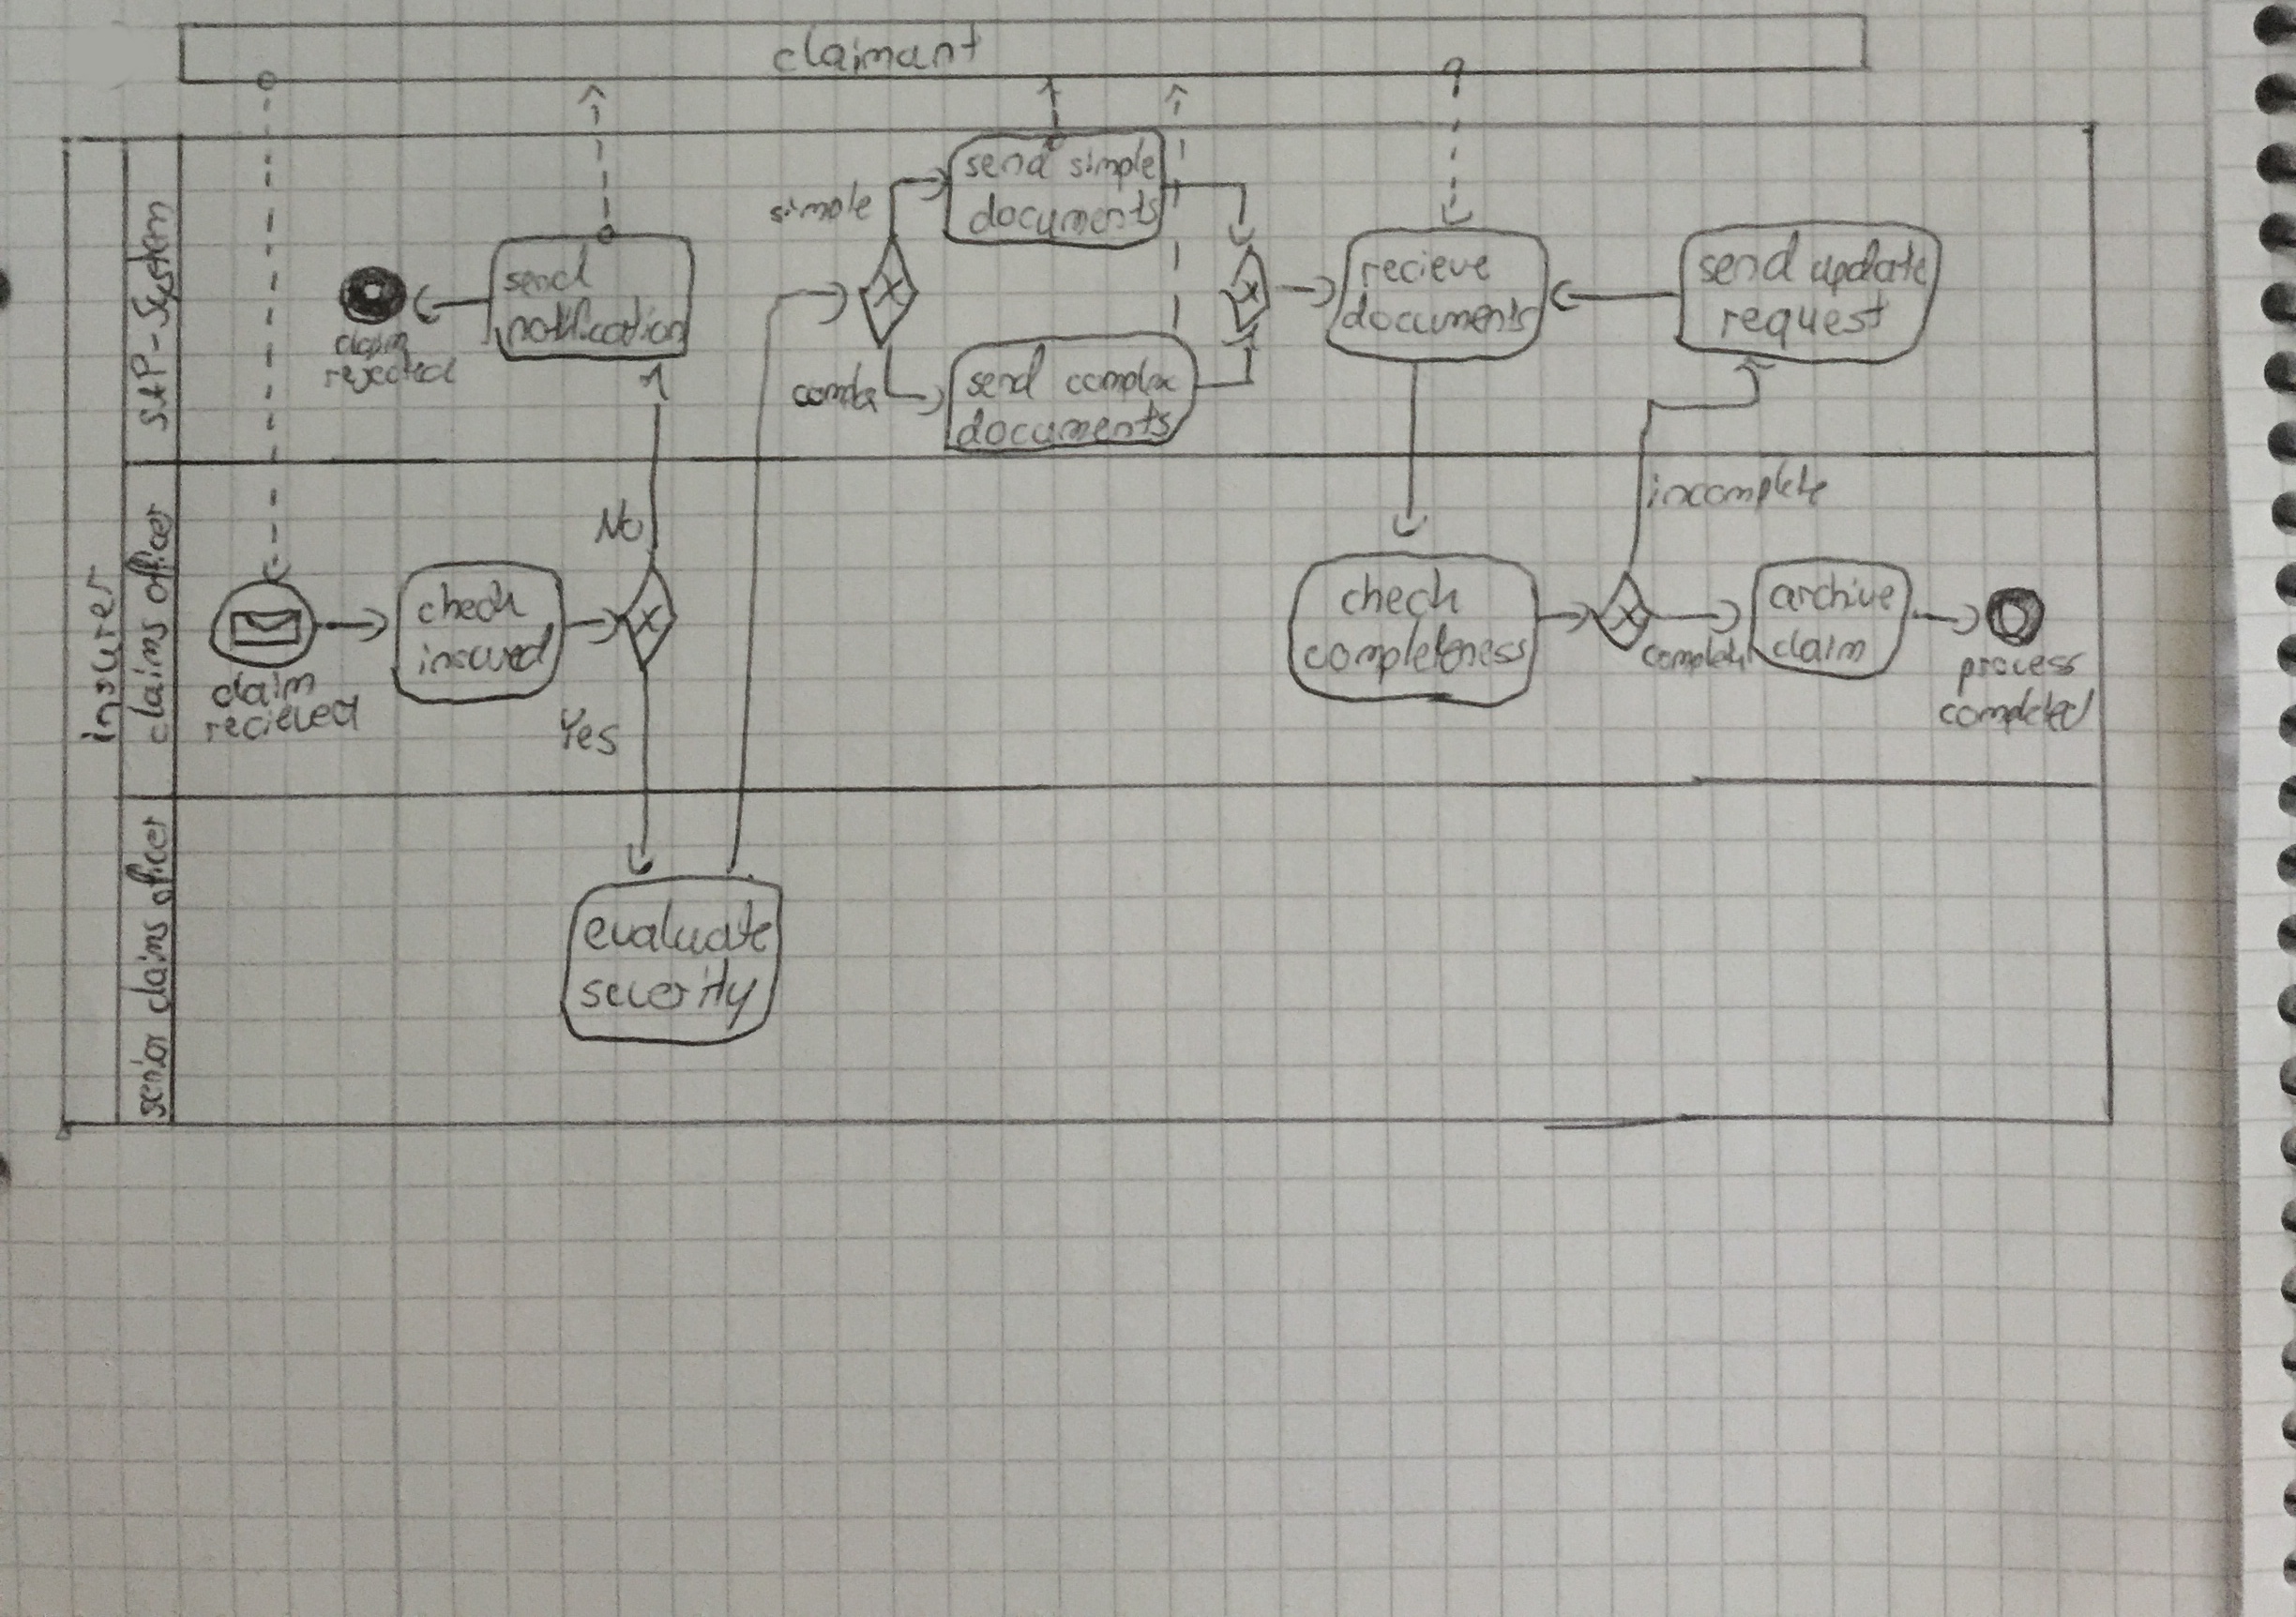 claimant
insurer
SAP-System
claim
rejected
send
notification
simple
complex
send simple
documents
send complex
documents
recieve
documents
send update
request
claims officer
claim
recieved
check
insured
No
Yes
check
completeness
incomplete
complete
archive
claim
process
completed
senior claims officer
evaluate
severity